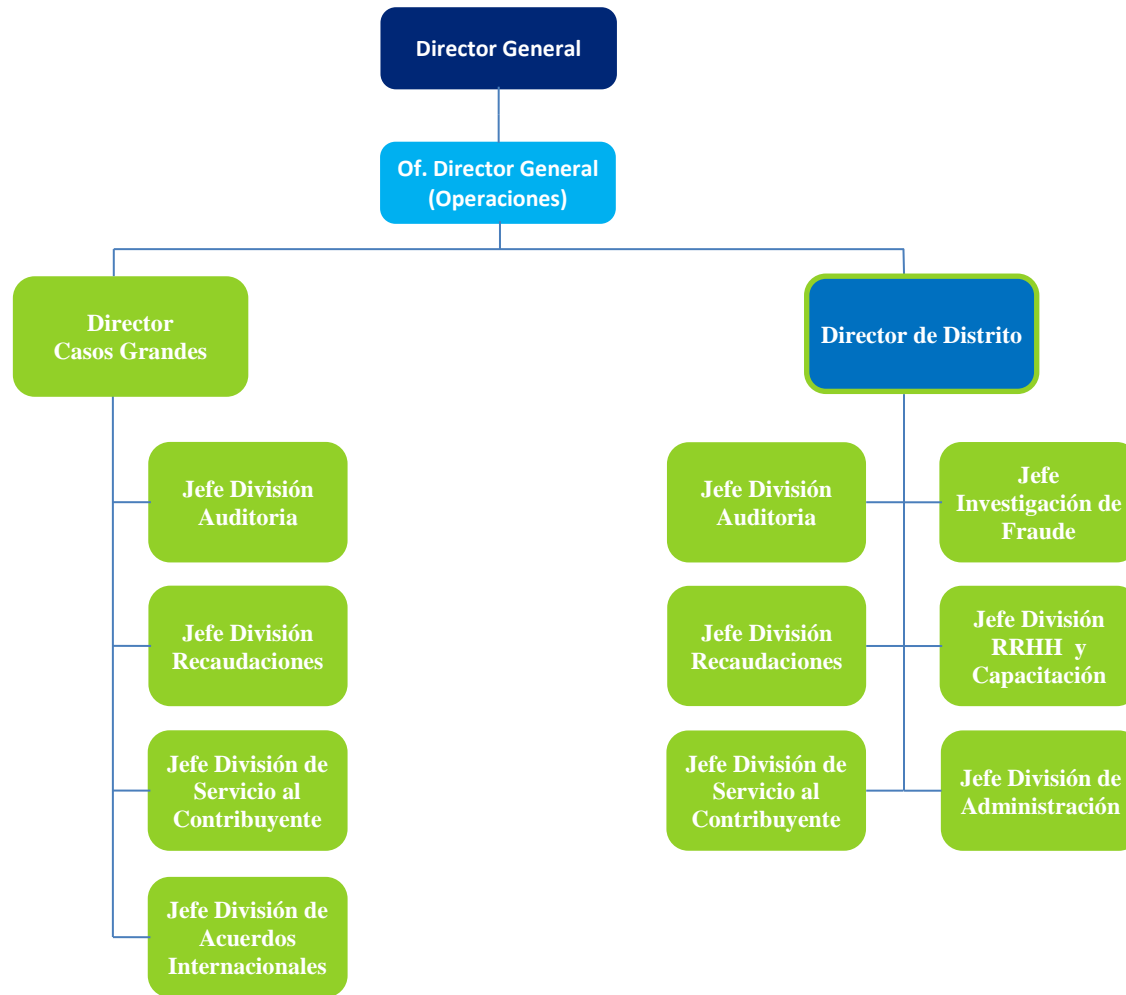 Director General
Of. Director General
(Operaciones)
Director
Casos Grandes
Director de Distrito
Jefe División
Auditoria
Jefe División
Recaudaciones
Jefe División de
Servicio al
Contribuyente
Jefe División de
Acuerdos
Internacionales
Jefe División
Auditoria
Jefe
Investigación de
Fraude
Jefe División
Recaudaciones
Jefe División
RRHH y
Capacitación
Jefe División de
Servicio al
Contribuyente
Jefe División de
Administración